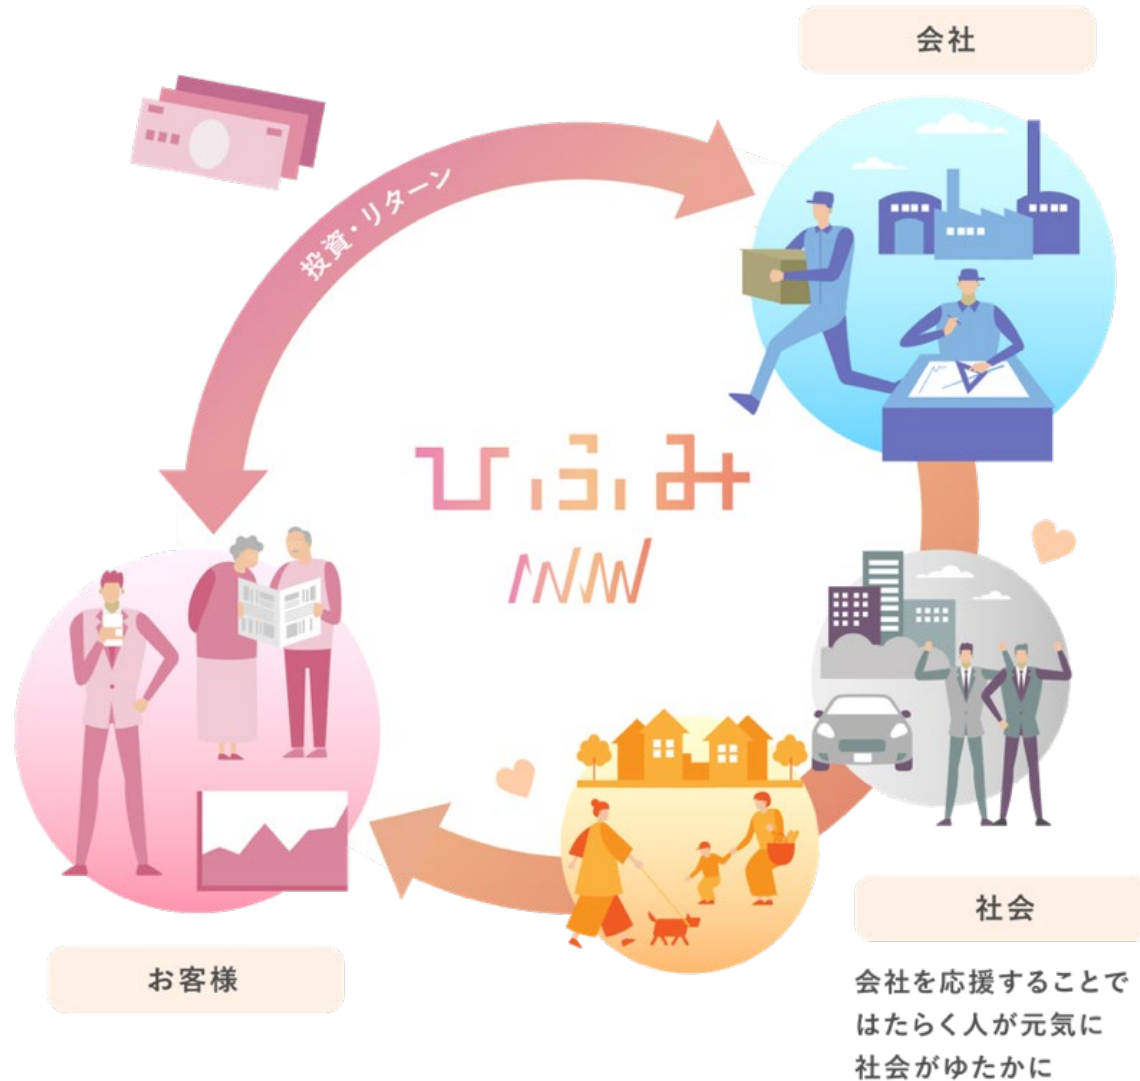 会社
投資・リターン
ひふみ
社会
会社を応援することで
はたらく人が元気に
社会がゆたかに
お客様